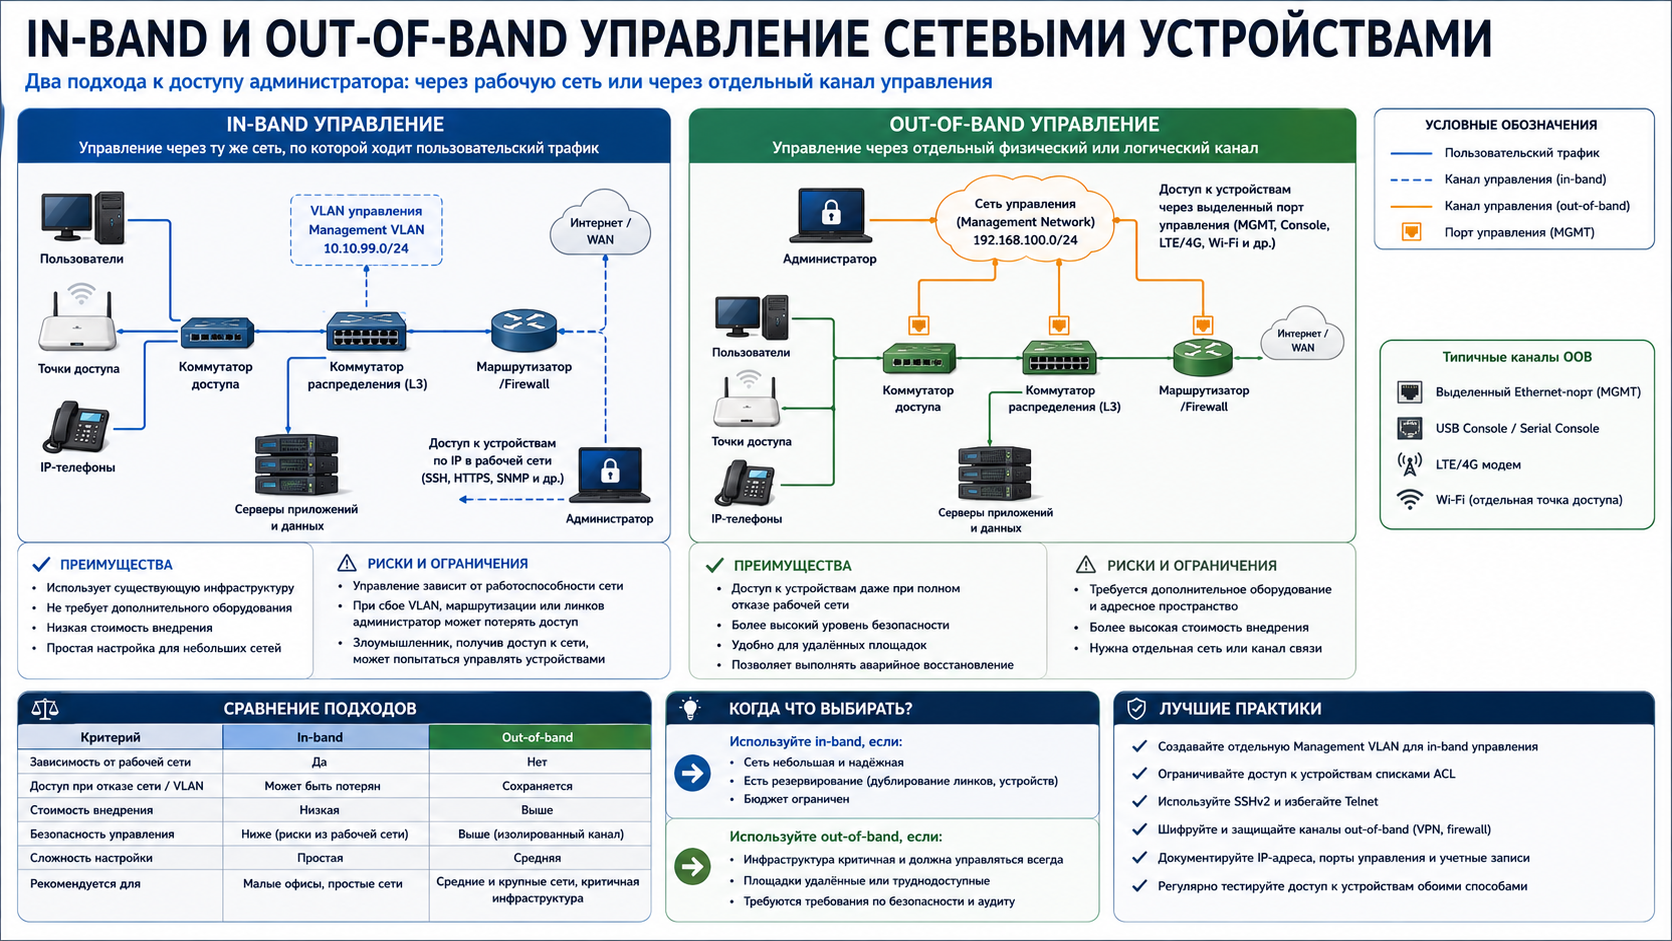 IN-BAND И OUT-OF-BAND УПРАВЛЕНИЕ СЕТЕВЫМИ УСТРОЙСТВАМИ
Два подхода к доступу администратора: через рабочую сеть или через отдельный канал управления
IN-BAND УПРАВЛЕНИЕ
Управление через ту же сеть, по которой ходит пользовательский трафик
Пользователи
VLAN управления
Management VLAN
10.10.99.0/24
Интернет /
WAN
Точки доступа
Коммутатор
доступа
Коммутатор
распределения (L3)
Маршрутизатор
/Firewall
IP-телефоны
Серверы приложений
и данных
Доступ к устройствам
по IP в рабочей сети
(SSH, HTTPS, SNMP и др.)
Администратор
ПРЕИМУЩЕСТВА
• Использует существующую инфраструктуру
• Не требует дополнительного оборудования
• Низкая стоимость внедрения
• Простая настройка для небольших сетей
РИСКИ И ОГРАНИЧЕНИЯ
• Управление зависит от работоспособности сети
• При сбое VLAN, маршрутизации или линков
администратор может потерять доступ
• Злоумышленник, получив доступ к сети,
может попытаться управлять устройствами
OUT-OF-BAND УПРАВЛЕНИЕ
Управление через отдельный физический или логический канал
Администратор
Сеть управления
(Management Network)
192.168.100.0/24
Доступ к устройствам
через выделенный порт
управления (MGMT, Console,
LTE/4G, Wi-Fi и др.)
Пользователи
Точки доступа
IP-телефоны
Коммутатор
доступа
Коммутатор
распределения (L3)
Маршрутизатор
/Firewall
Интернет /
WAN
Серверы приложений
и данных
ПРЕИМУЩЕСТВА
• Доступ к устройствам даже при полном
отказе рабочей сети
• Более высокий уровень безопасности
• Удобно для удалённых площадок
• Позволяет выполнять аварийное восстановление
РИСКИ И ОГРАНИЧЕНИЯ
• Требуется дополнительное оборудование
и адресное пространство
• Более высокая стоимость внедрения
• Нужна отдельная сеть или канал связи
УСЛОВНЫЕ ОБОЗНАЧЕНИЯ
Пользовательский трафик
Канал управления (in-band)
Канал управления (out-of-band)
Порт управления (MGMT)
Типичные каналы OOB
Выделенный Ethernet-порт (MGMT)
USB Console / Serial Console
LTE/4G модем
Wi-Fi (отдельная точка доступа)
СРАВНЕНИЕ ПОДХОДОВ
Критерий In-band Out-of-band
Зависимость от рабочей сети Да Нет
Доступ при отказе сети / VLAN Может быть потерян Сохраняется
Стоимость внедрения Низкая Выше
Безопасность управления Ниже (риски из рабочей сети) Выше (изолированный канал)
Сложность настройки Простая Средняя
Рекомендуется для Малые офисы, простые сети Средние и крупные сети, критичная
инфраструктура
КОГДА ЧТО ВЫБИРАТЬ?
Используйте in-band, если:
• Сеть небольшая и надёжная
• Есть резервирование (дублирование линков, устройств)
• Бюджет ограничен
Используйте out-of-band, если:
• Инфраструктура критичная и должна управляться всегда
• Площадки удалённые или труднодоступные
• Требуются требования по безопасности и аудиту
ЛУЧШИЕ ПРАКТИКИ
Создавайте отдельную Management VLAN для in-band управления
Ограничивайте доступ к устройствам списками ACL
Используйте SSHv2 и избегайте Telnet
Шифруйте и защищайте каналы out-of-band (VPN, firewall)
Документируйте IP-адреса, порты управления и учетные записи
Регулярно тестируйте доступ к устройствам обоими способами